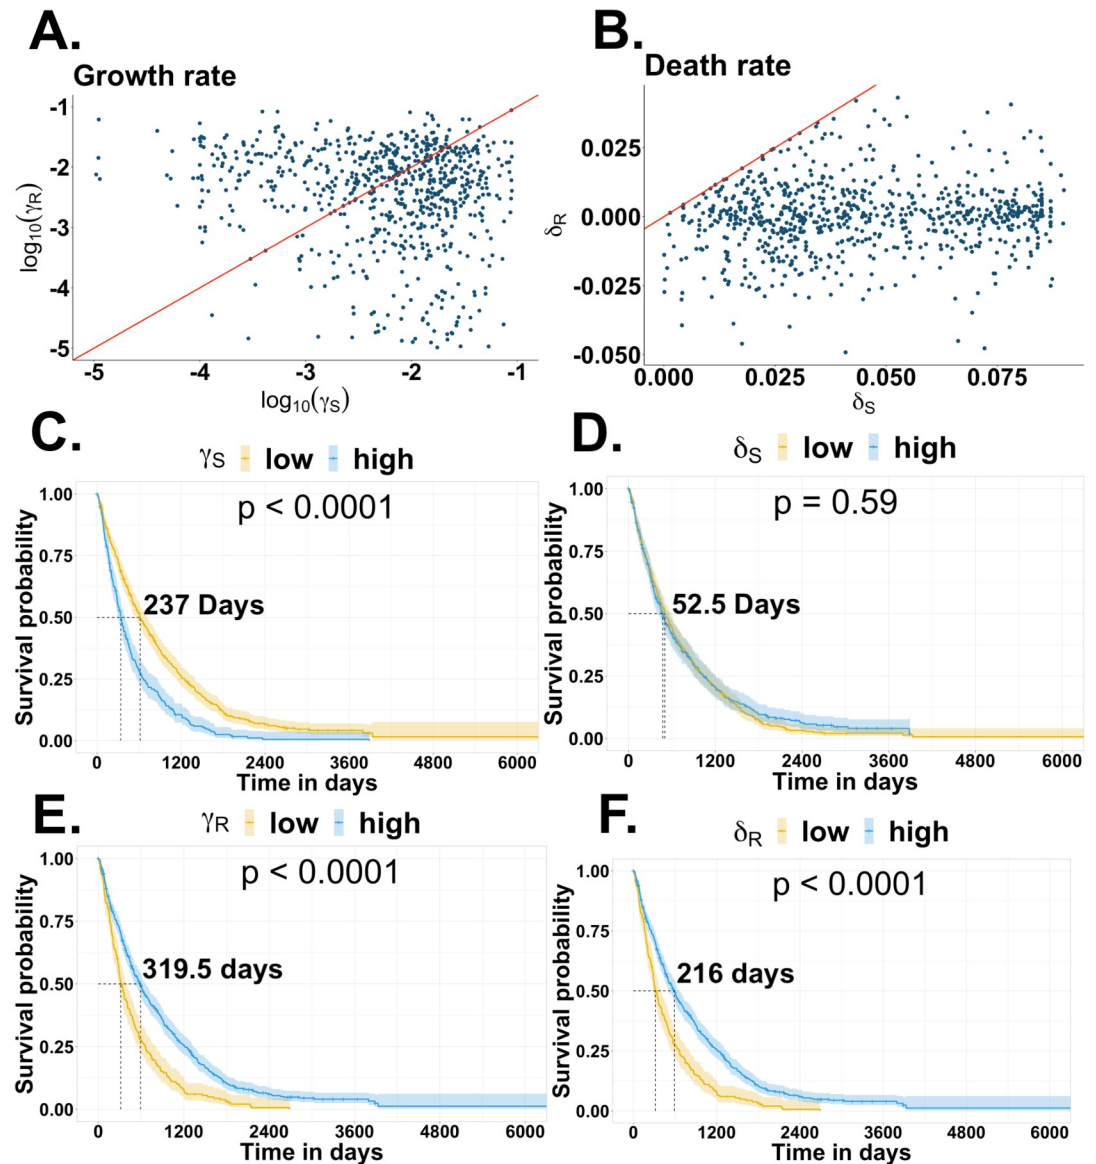 A.
Growth rate
log10(γR)
-1
-2
-3
-4
-5
-5 -4 -3 -2 -1
log10(γS)
B.
Death rate
δR
0.025
0.000
-0.025
-0.050
0.000 0.025 0.050 0.075
δS
C.
γS low high
p < 0.0001
237 Days
Survival probability
1.00
0.75
0.50
0.25
0.00
0 1200 2400 3600 4800 6000
Time in days
D.
δS low high
p = 0.59
52.5 Days
Survival probability
1.00
0.75
0.50
0.25
0.00
0 1200 2400 3600 4800 6000
Time in days
E.
γR low high
p < 0.0001
319.5 days
Survival probability
1.00
0.75
0.50
0.25
0.00
0 1200 2400 3600 4800 6000
Time in days
F.
δR low high
p < 0.0001
216 days
Survival probability
1.00
0.75
0.50
0.25
0.00
0 1200 2400 3600 4800 6000
Time in days